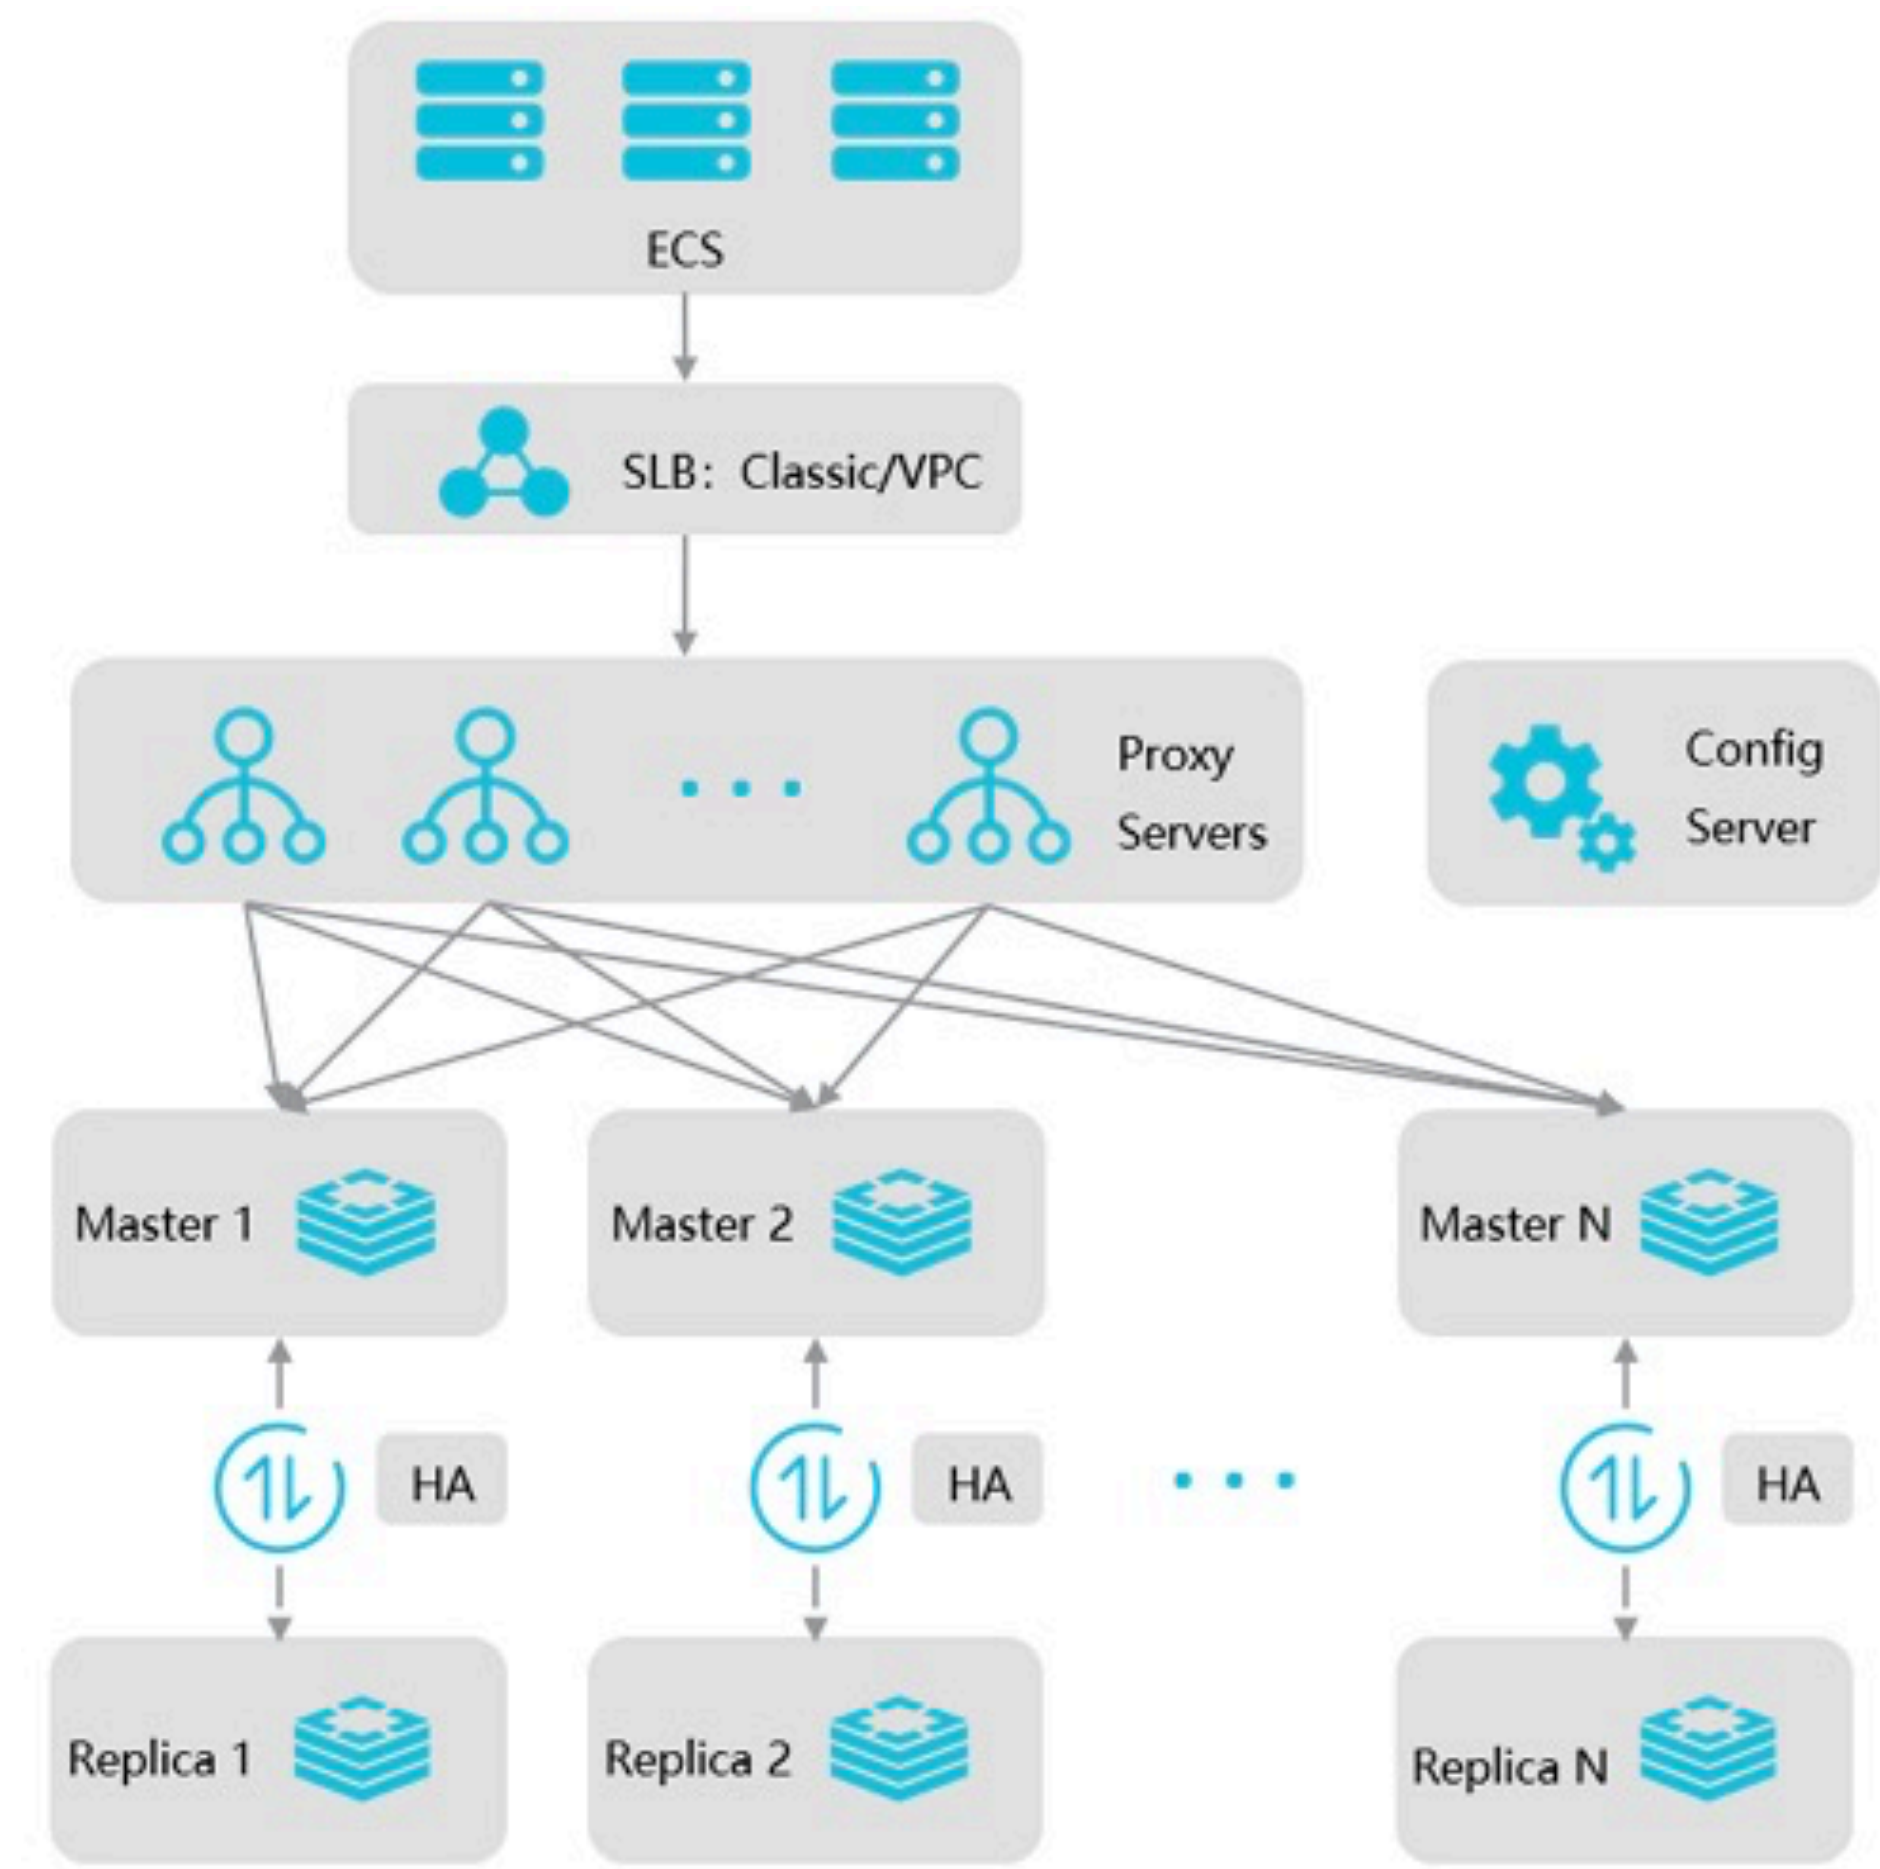 ECS
SLB：Classic/VPC
Proxy
Servers
Config
Server
Master 1
Master 2
Master N
HA
HA
HA
Replica 1
Replica 2
Replica N